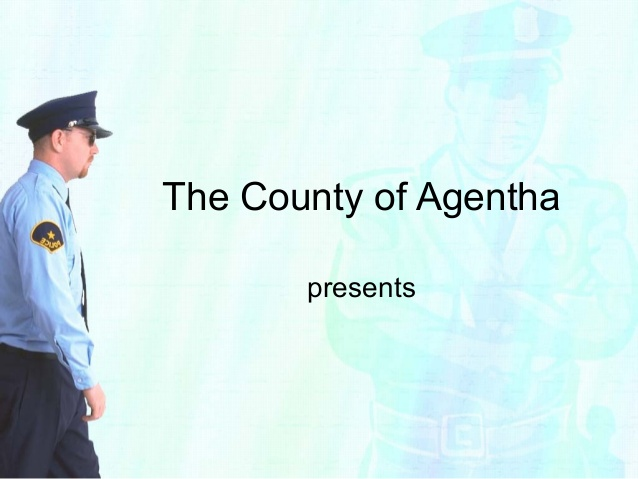 The County of Agentha
presents